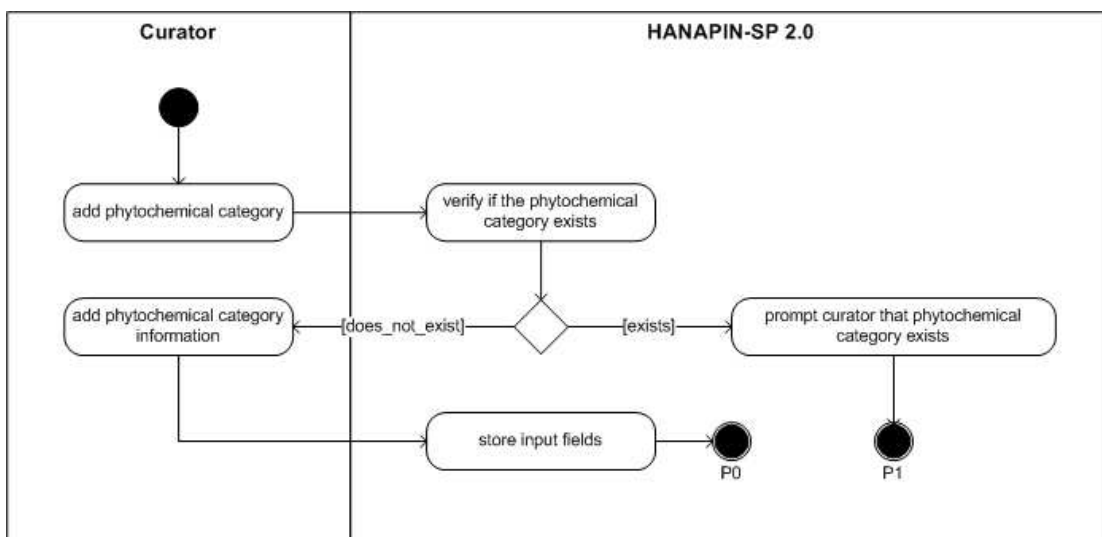 Curator
HANAPIN-SP 2.0
add phytochemical category
verify if the phytochemical
category exists
add phytochemical category
information
[does_not_exist]
[exists]
prompt curator that phytochemical
category exists
store input fields
P0
P1